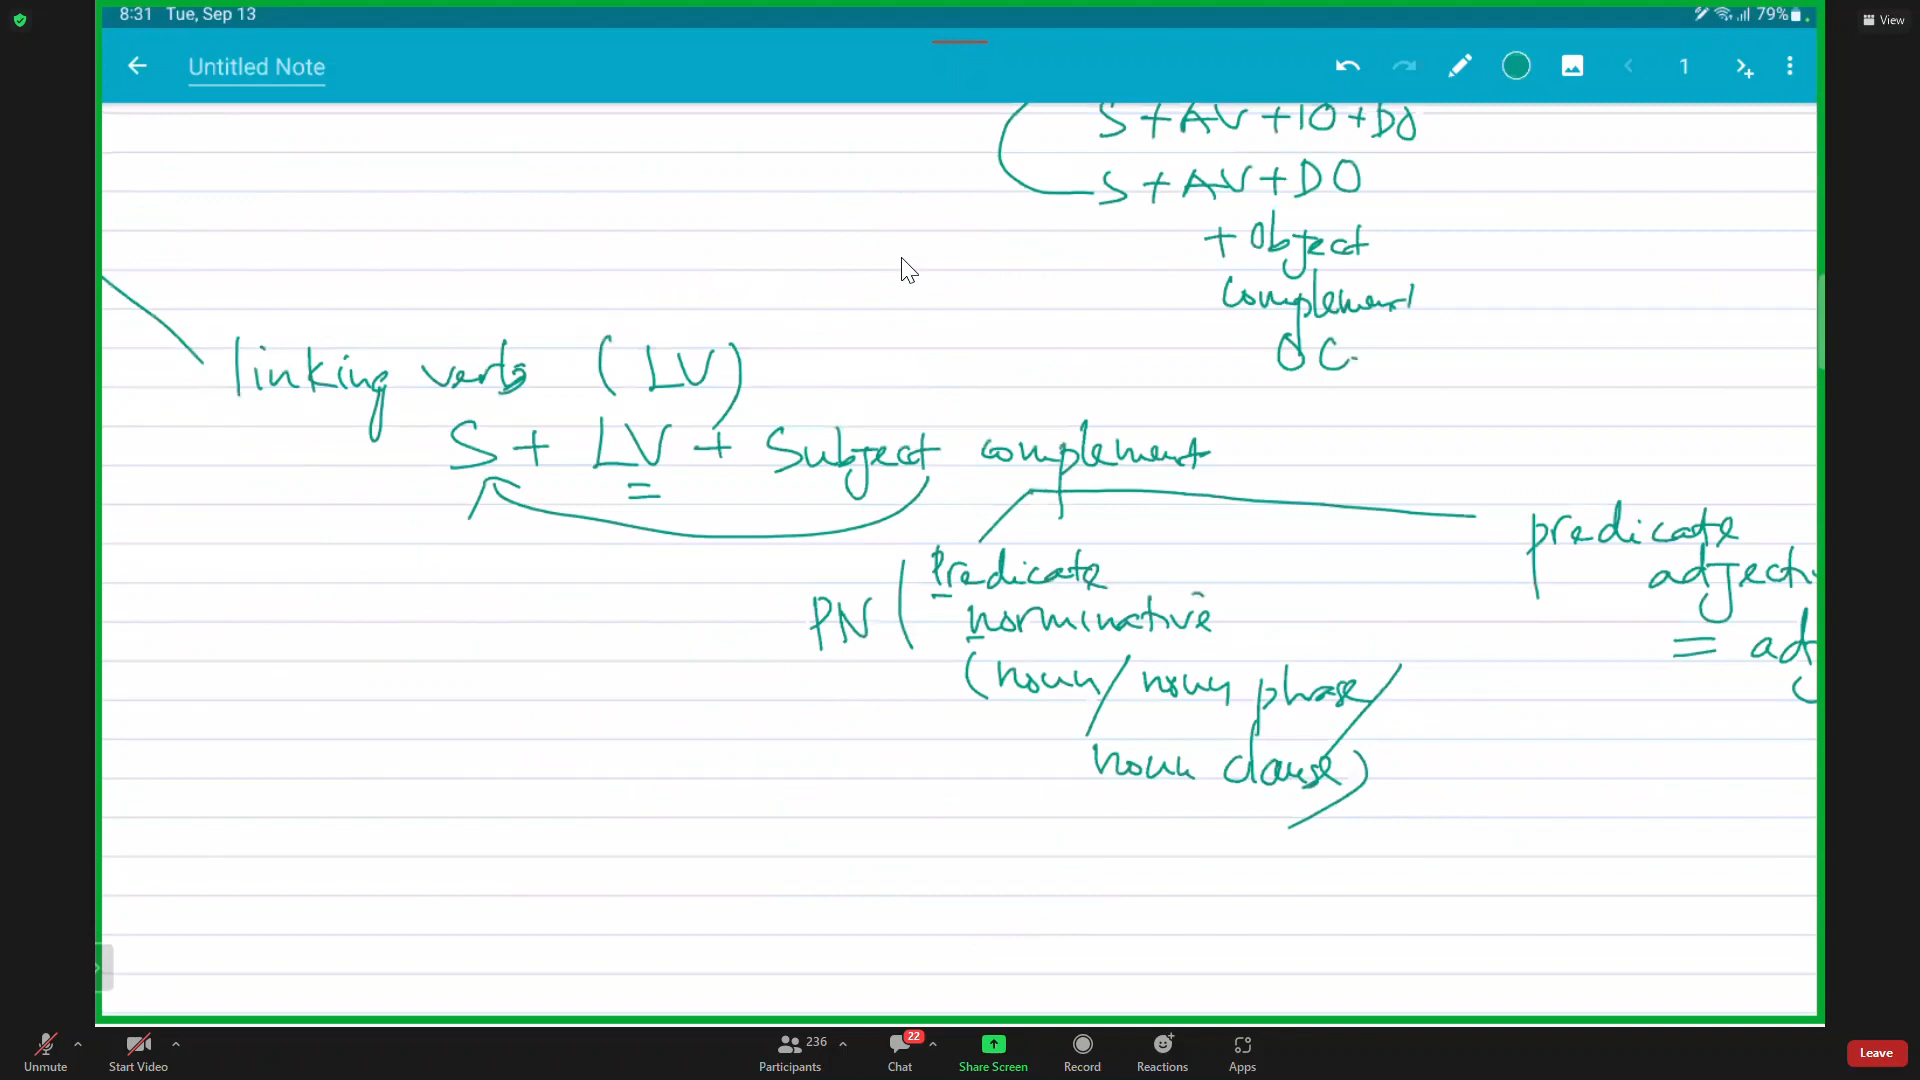 8:31 Tue, Sep 13
79%
View
Untitled Note
1
S + AV + IO + DO
S + AV + DO
+ Object
complement
OC
linking verbs (LV)
S + LV + Subject complement
predicate
adjecti
= ad
Predicate
PN
norminative
(noun / noun phrase /
noun clause)
Unmute
Start Video
236
Participants
22
Chat
Share Screen
Record
Reactions
Apps
Leave